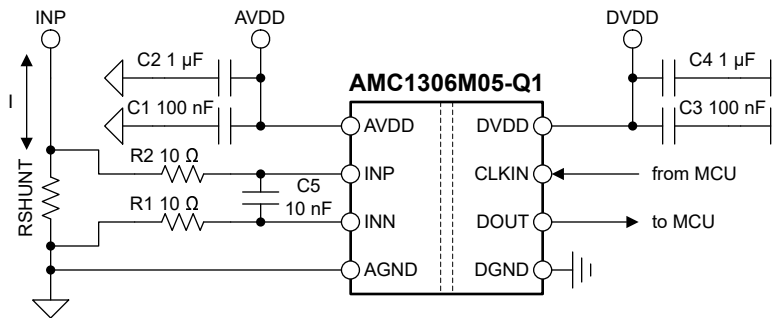 INP
AVDD
DVDD
C2 1 µF
C4 1 µF
AMC1306M05-Q1
C1 100 nF
C3 100 nF
I
AVDD
DVDD
R2 10 Ω
INP
CLKIN
from MCU
C5
10 nF
RSHUNT
R1 10 Ω
INN
DOUT
to MCU
AGND
DGND